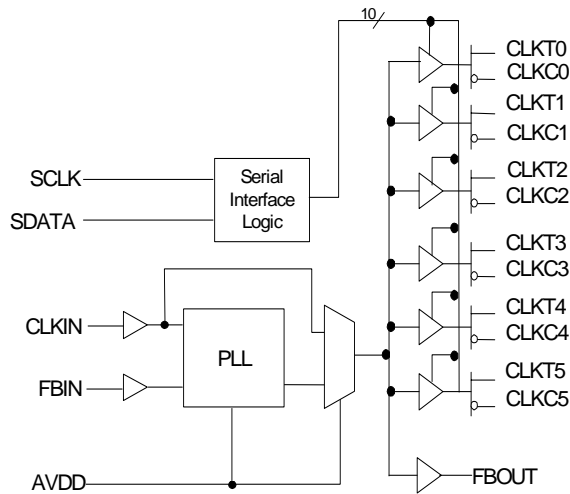 10
CLKT0
CLKC0
CLKT1
CLKC1
CLKT2
CLKC2
CLKT3
CLKC3
CLKT4
CLKC4
CLKT5
CLKC5
FBOUT
SCLK
SDATA
Serial
Interface
Logic
CLKIN
FBIN
PLL
AVDD